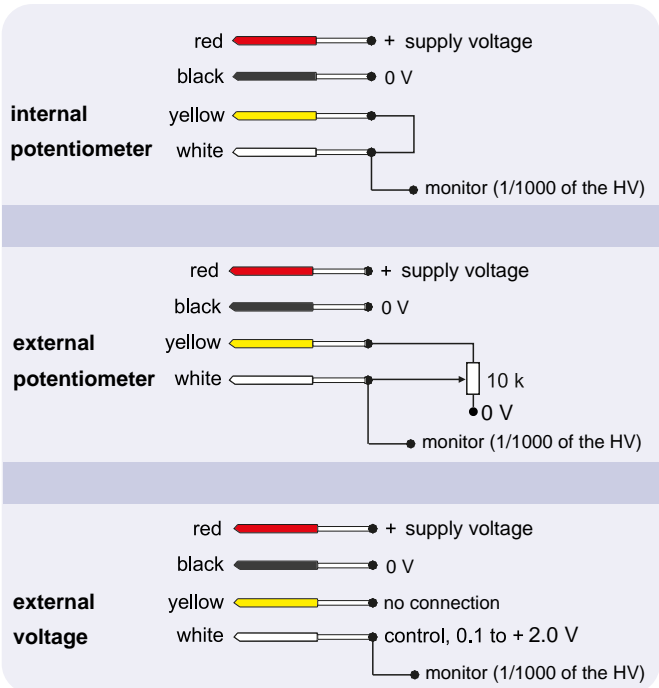 red + supply voltage
black 0 V
internal yellow
potentiometer white
monitor (1/1000 of the HV)
red + supply voltage
black 0 V
external yellow
potentiometer white 10 k
0 V
monitor (1/1000 of the HV)
red + supply voltage
black 0 V
external yellow no connection
voltage white control, 0.1 to + 2.0 V
monitor (1/1000 of the HV)